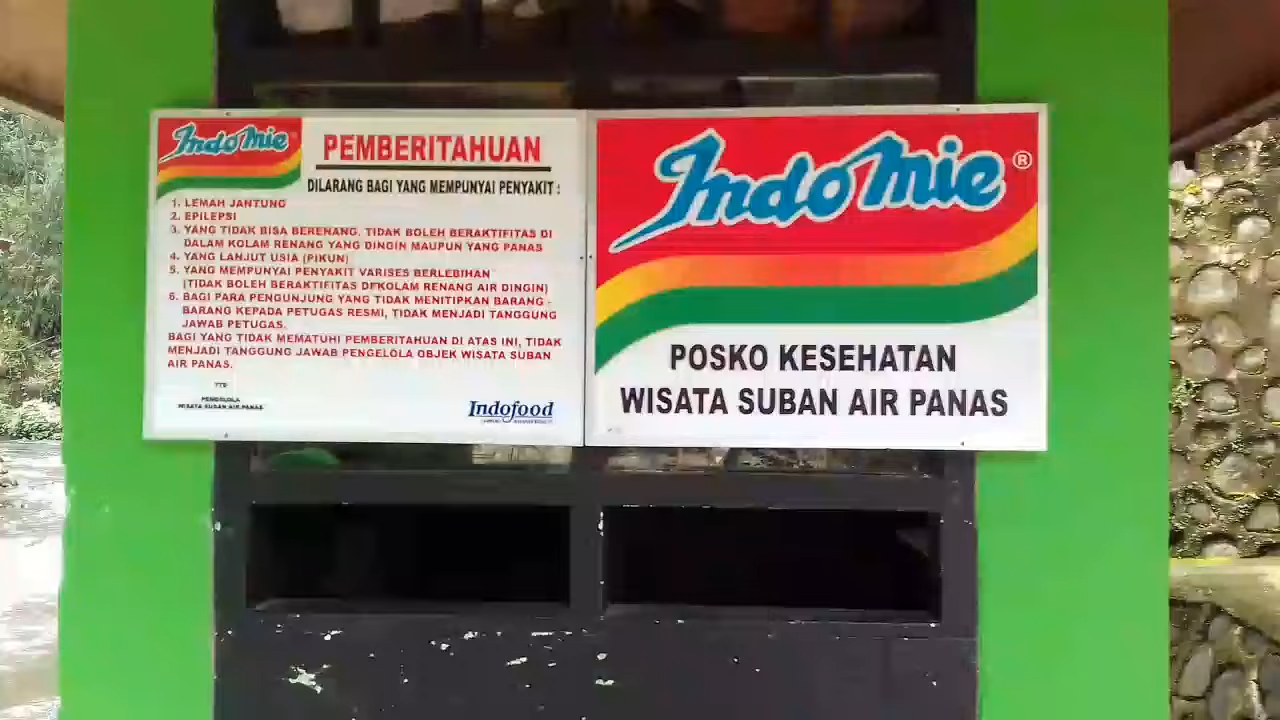 IndoMie
PEMBERITAHUAN
DILARANG BAGI YANG MEMPUNYAI PENYAKIT :
1. LEMAH JANTUNG
2. EPILEPSI
3. YANG TIDAK BISA BERENANG, TIDAK BOLEH BERAKTIFITAS DI
DALAM KOLAM RENANG YANG DINGIN MAUPUN YANG PANAS
4. YANG LANJUT USIA (PIKUN)
5. YANG MEMPUNYAI PENYAKIT VARISES BERLEBIHAN
(TIDAK BOLEH BERAKTIFITAS DI KOLAM RENANG AIR DINGIN)
6. BAGI PARA PENGUNJUNG YANG TIDAK MENITIPKAN BARANG -
BARANG KEPADA PETUGAS RESMI, TIDAK MENJADI TANGGUNG
JAWAB PETUGAS.
BAGI YANG TIDAK MEMATUHI PEMBERITAHUAN DI ATAS INI, TIDAK
MENJADI TANGGUNG JAWAB PENGELOLA OBJEK WISATA SUBAN
AIR PANAS.
TTD
PENGELOLA
WISATA SUBAN AIR PANAS
Indofood
IndoMie ®
POSKO KESEHATAN
WISATA SUBAN AIR PANAS